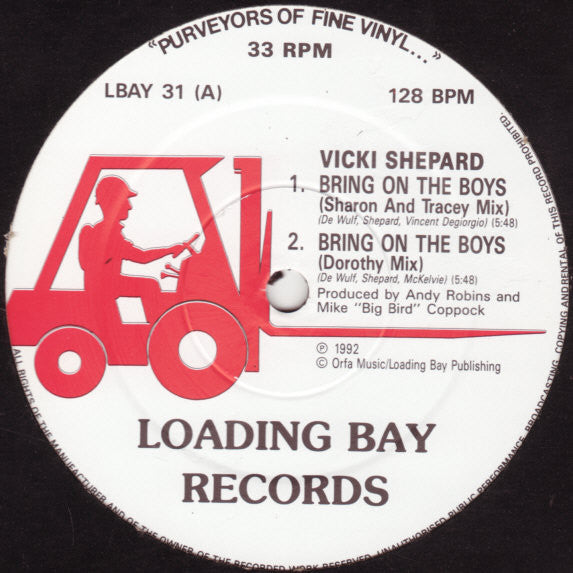 “PURVEYORS OF FINE VINYL...”
33 RPM
LBAY 31 (A)
128 BPM
VICKI SHEPARD
1. BRING ON THE BOYS
(Sharon And Tracey Mix)
(De Wulf, Shepard, Vincent Degiorgio) (5:48)
2. BRING ON THE BOYS
(Dorothy Mix)
(De Wulf, Shepard, McKelvie) (5:48)
Produced by Andy Robins and
Mike "Big Bird" Coppock
Ⓟ 1992
© Orfa Music/Loading Bay Publishing
LOADING BAY
RECORDS
ALL RIGHTS OF THE MANUFACTURER AND OF THE OWNER OF THE RECORDED WORK RESERVED. UNAUTHORISED PUBLIC PERFORMANCE, BROADCASTING, COPYING AND RENTAL OF THIS RECORD PROHIBITED.